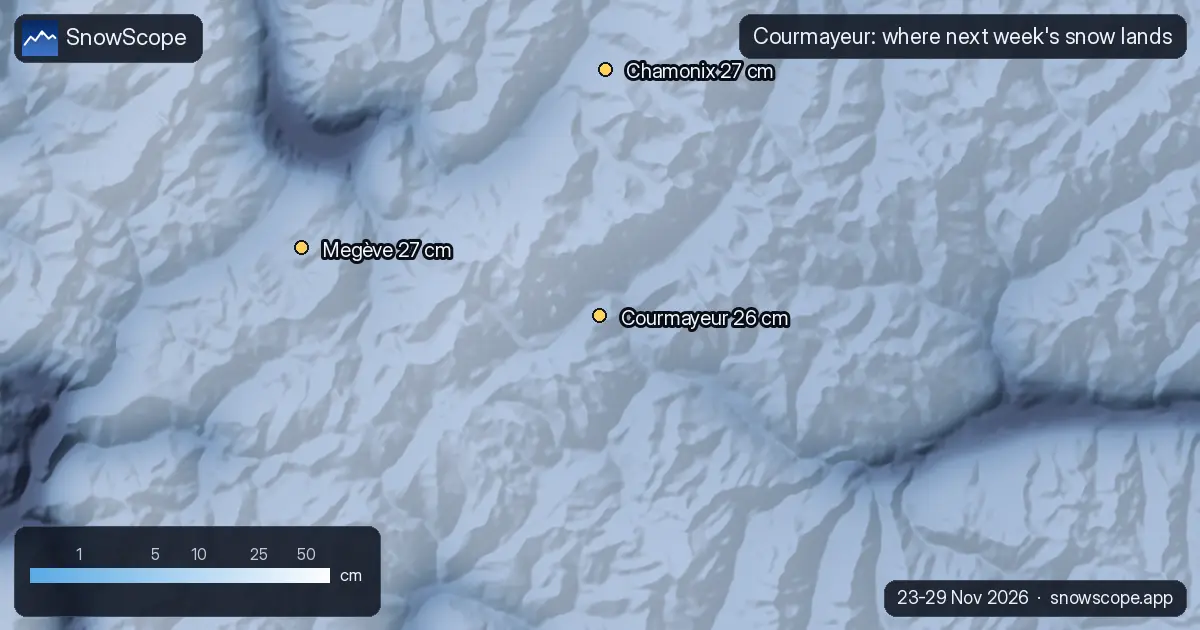 SnowScope
Courmayeur: where next week's snow lands
Chamonix 27 cm
Megève 27 cm
Courmayeur 26 cm
1 5 10 25 50
cm
23-29 Nov 2026 · snowscope.app